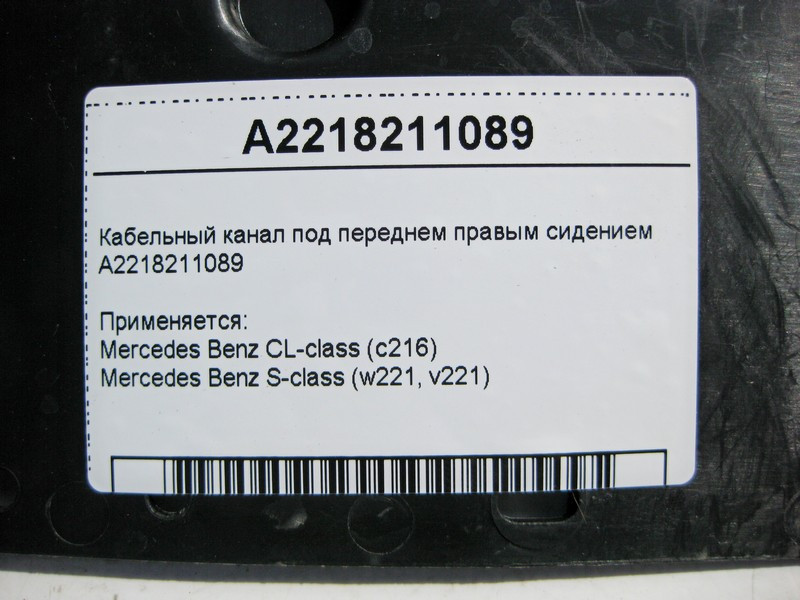 A2218211089
Кабельный канал под переднем правым сидением
A2218211089
Применяется:
Mercedes Benz CL-class (c216)
Mercedes Benz S-class (w221, v221)